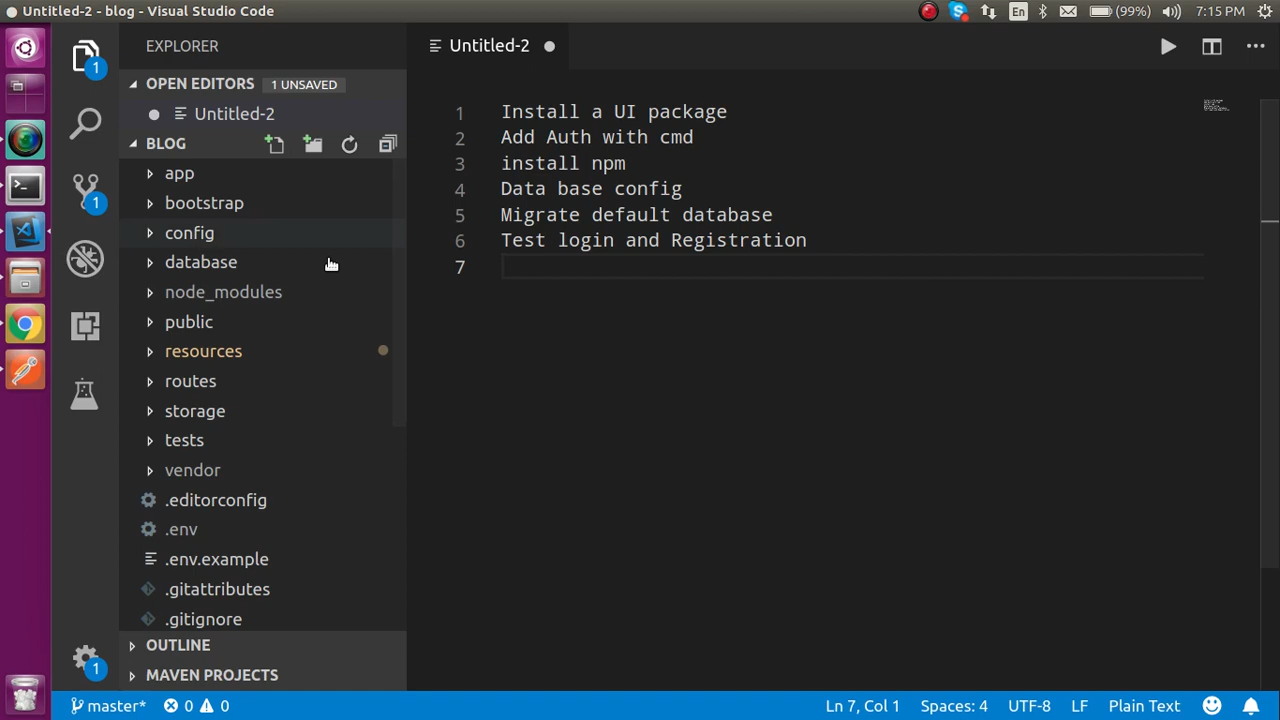 Untitled-2 - blog - Visual Studio Code
En
(99%)
7:15 PM
EXPLORER
OPEN EDITORS
1 UNSAVED
Untitled-2
BLOG
app
bootstrap
config
database
node_modules
public
resources
routes
storage
tests
vendor
.editorconfig
.env
.env.example
.gitattributes
.gitignore
OUTLINE
MAVEN PROJECTS
1
1
1
Untitled-2
1 Install a UI package
2 Add Auth with cmd
3 install npm
4 Data base config
5 Migrate default database
6 Test login and Registration
7
master*
0
0
Ln 7, Col 1
Spaces: 4
UTF-8
LF
Plain Text